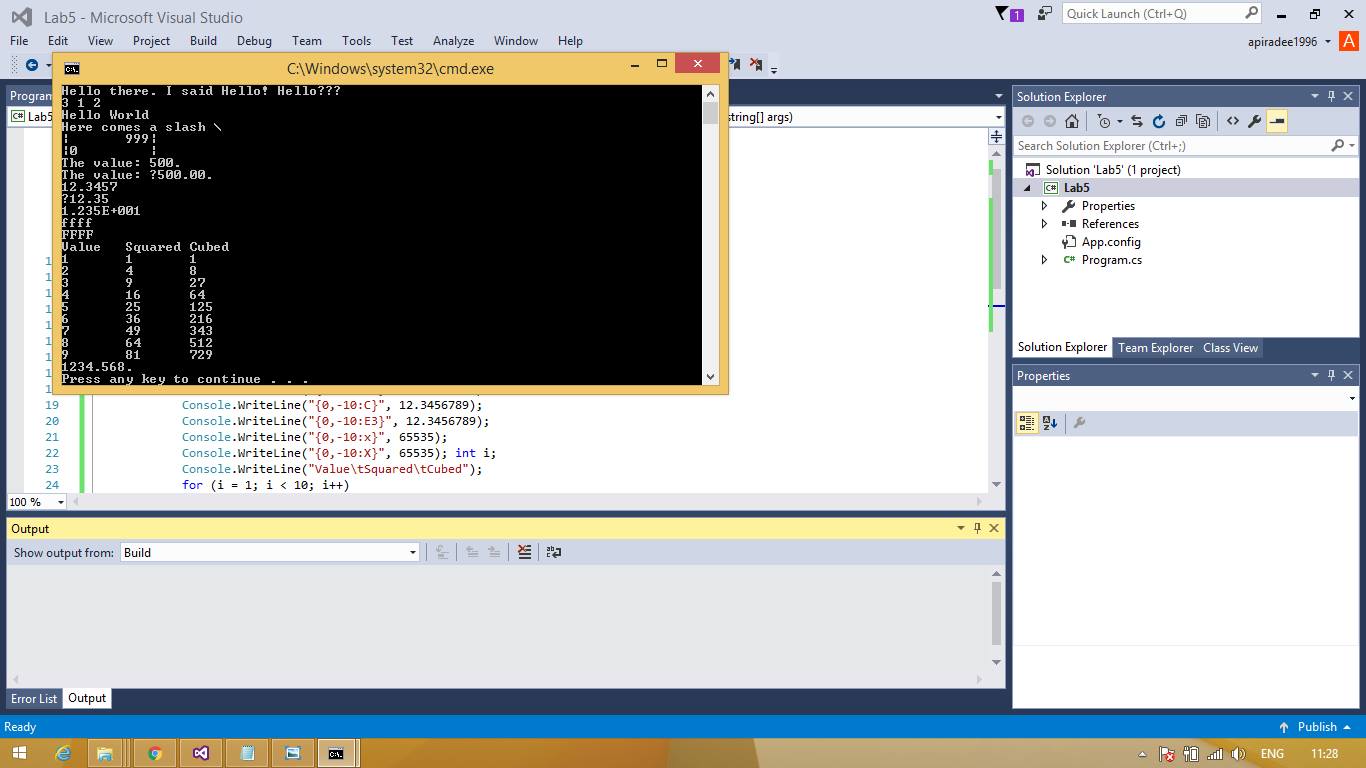 Lab5 - Microsoft Visual Studio
1
Quick Launch (Ctrl+Q)
File Edit View Project Build Debug Team Tools Test Analyze Window Help
apiradee1996
A
C:\Windows\system32\cmd.exe
Hello there. I said Hello! Hello???
3 1 2
Hello World
Here comes a slash \
¦       999¦
¦0         ¦
The value: 500.
The value: ?500.00.
12.3457
?12.35
1.235E+001
ffff
FFFF
Value Squared Cubed
1 1 1
2 4 8
3 9 27
4 16 64
5 25 125
6 36 216
7 49 343
8 64 512
9 81 729
1234.568.
Press any key to continue . . .
C# Lab5
string[] args)
19 Console.WriteLine("{0,-10:C}", 12.3456789);
20 Console.WriteLine("{0,-10:E3}", 12.3456789);
21 Console.WriteLine("{0,-10:x}", 65535);
22 Console.WriteLine("{0,-10:X}", 65535); int i;
23 Console.WriteLine("Value\tSquared\tCubed");
24 for (i = 1; i < 10; i++)
100 %
Output
Show output from: Build
Error List Output
Solution Explorer
Search Solution Explorer (Ctrl+;)
Solution 'Lab5' (1 project)
C# Lab5
Properties
References
App.config
C# Program.cs
Solution Explorer Team Explorer Class View
Properties
Ready
Publish
ENG 11:28